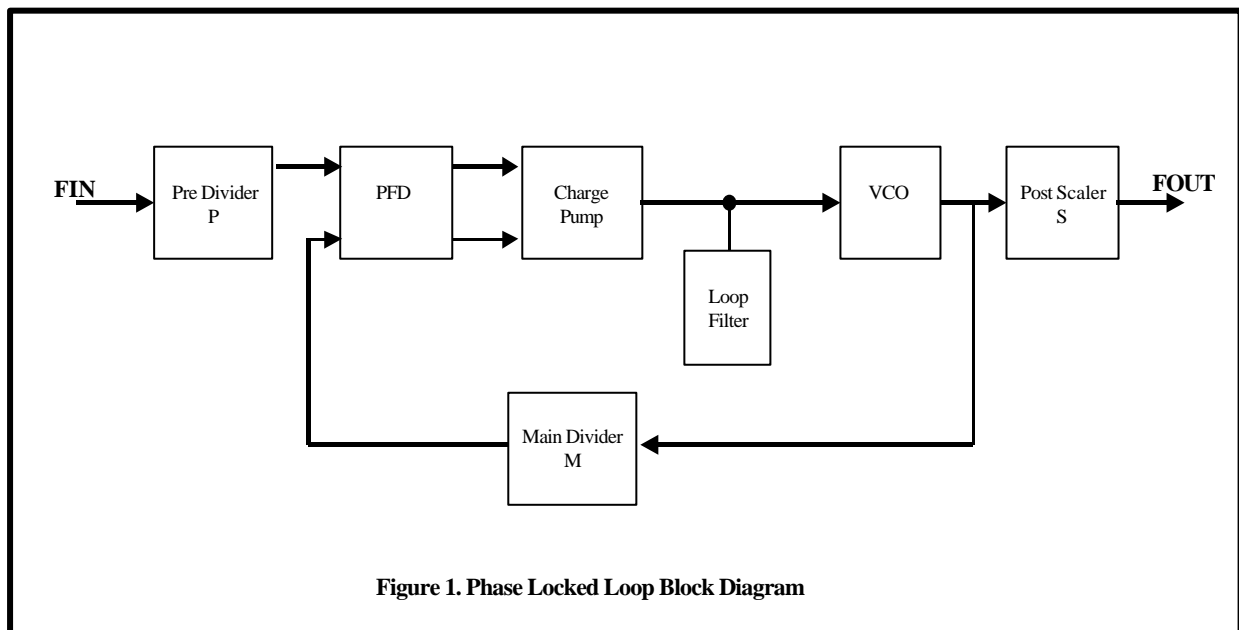 FIN
Pre Divider
P
PFD
Charge
Pump
VCO
Post Scaler
S
FOUT
Loop
Filter
Main Divider
M
Figure 1. Phase Locked Loop Block Diagram